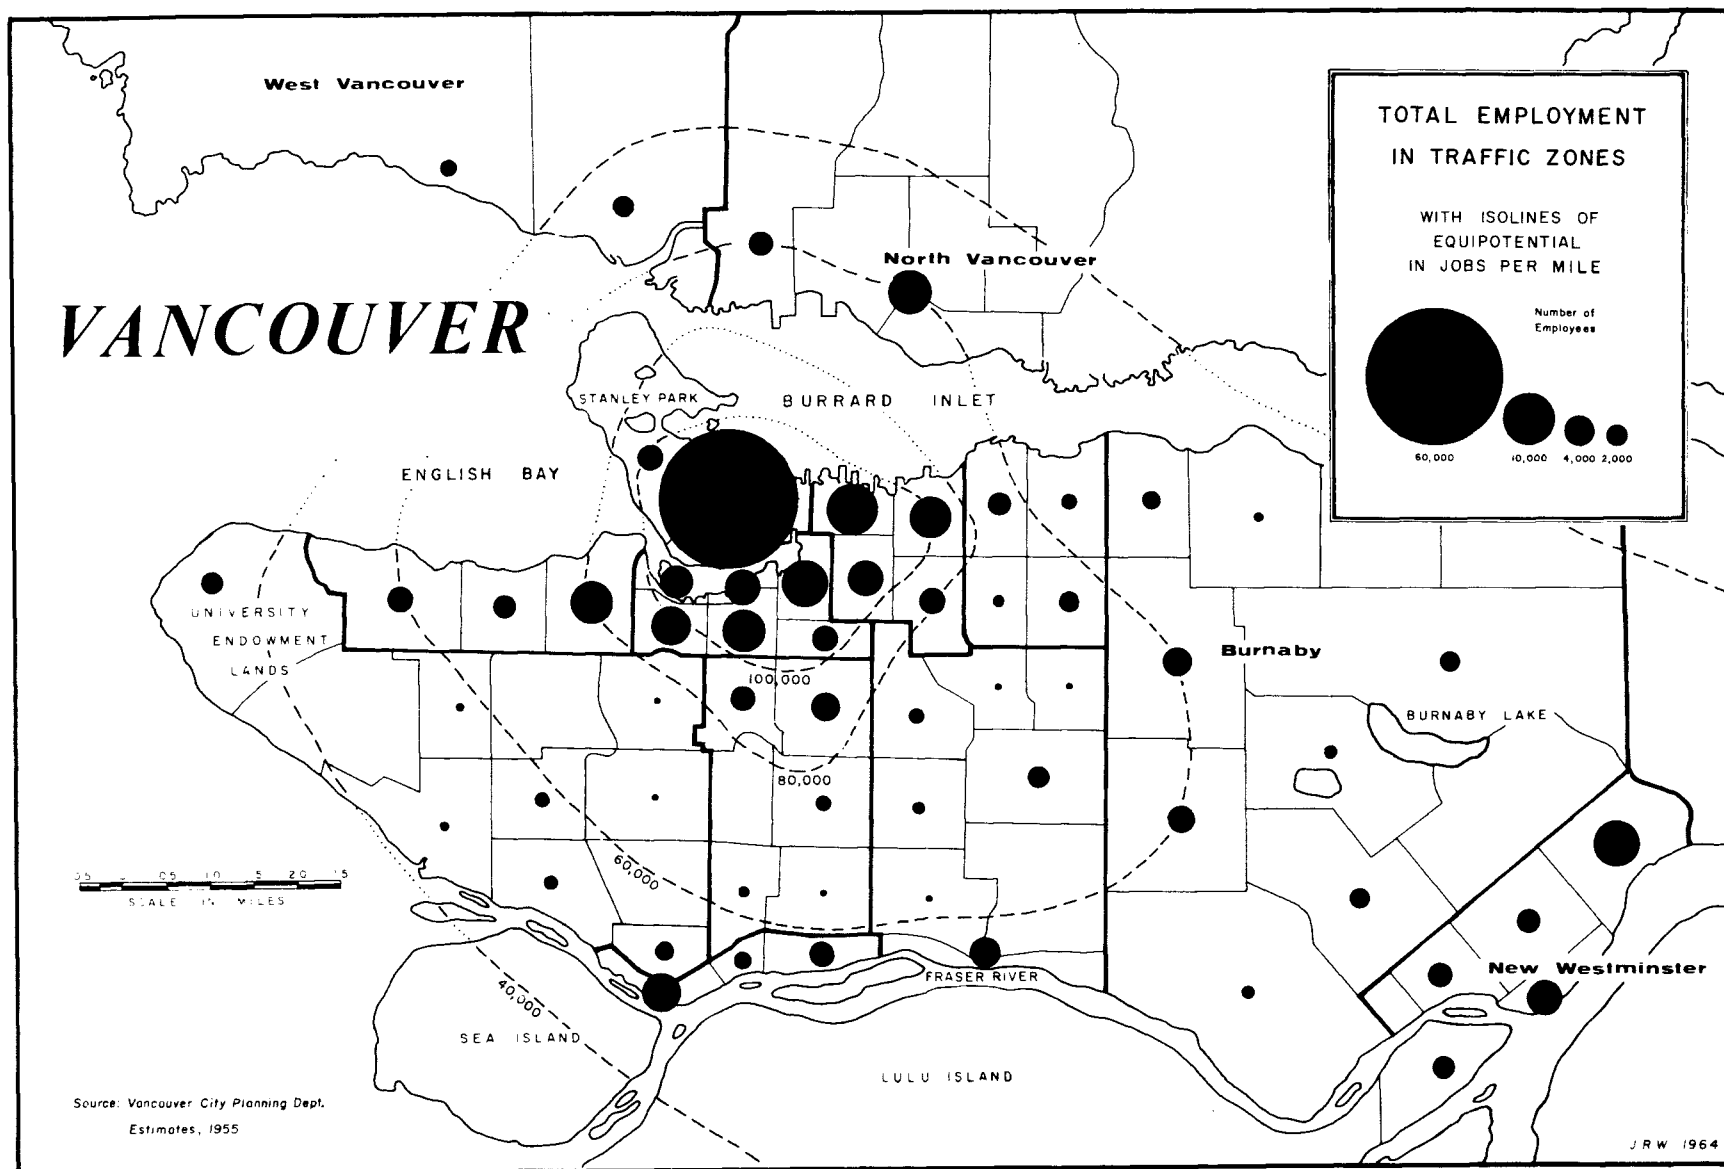 West Vancouver
TOTAL EMPLOYMENT
IN TRAFFIC ZONES
WITH ISOLINES OF
EQUIPOTENTIAL
IN JOBS PER MILE
Number of
Employees
60,000 10,000 4,000 2,000
North Vancouver
VANCOUVER
STANLEY PARK
BURRARD INLET
ENGLISH BAY
UNIVERSITY
ENDOWMENT
LANDS
Burnaby
100,000
BURNABY LAKE
80,000
60,000
SCALE IN MILES
New Westminster
FRASER RIVER
40,000
SEA ISLAND
LULU ISLAND
Source: Vancouver City Planning Dept.
Estimates, 1955
JRW 1964